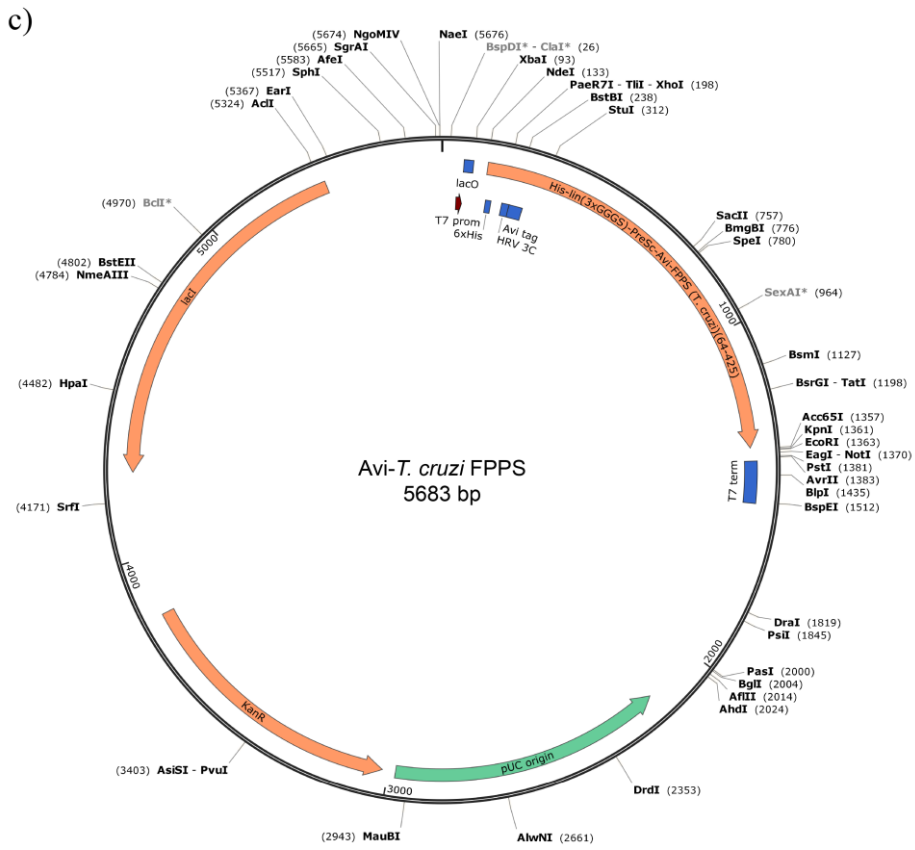 c)
(5674) NgoMIV
(5665) SgrAI
(5583) AfeI
(5517) SphI
(5367) EarI
(5324) AclI
NaeI (5676)
BspDI* - ClaI* (26)
XbaI (93)
NdeI (133)
PaeR7I - TliI - XhoI (198)
BstBI (238)
StuI (312)
(4970) BclI*
(4802) BstEII
(4784) NmeAIII
(4482) HpaI
(4171) SrfI
(3403) AsiSI - PvuI
(2943) MauBI
SacII (757)
BmgBI (776)
SpeI (780)
SexAI* (964)
BsmI (1127)
BsrGI - TatI (1198)
Acc65I (1357)
KpnI (1361)
EcoRI (1363)
EagI - NotI (1370)
PstI (1381)
AvrII (1383)
BlpI (1435)
BspEI (1512)
DraI (1819)
PsiI (1845)
PasI (2000)
BglI (2004)
AflII (2014)
AhdI (2024)
DrdI (2353)
AlwNI (2661)
lacO
T7 prom
6xHis
Avi tag
HRV 3C
His-lin(3xGGGS)-PreSc-Avi-FPPS (T. cruzi)(64-425)
T7 term
lacI
KanR
pUC origin
1000
2000
3000
4000
5000
Avi-T. cruzi FPPS
5683 bp